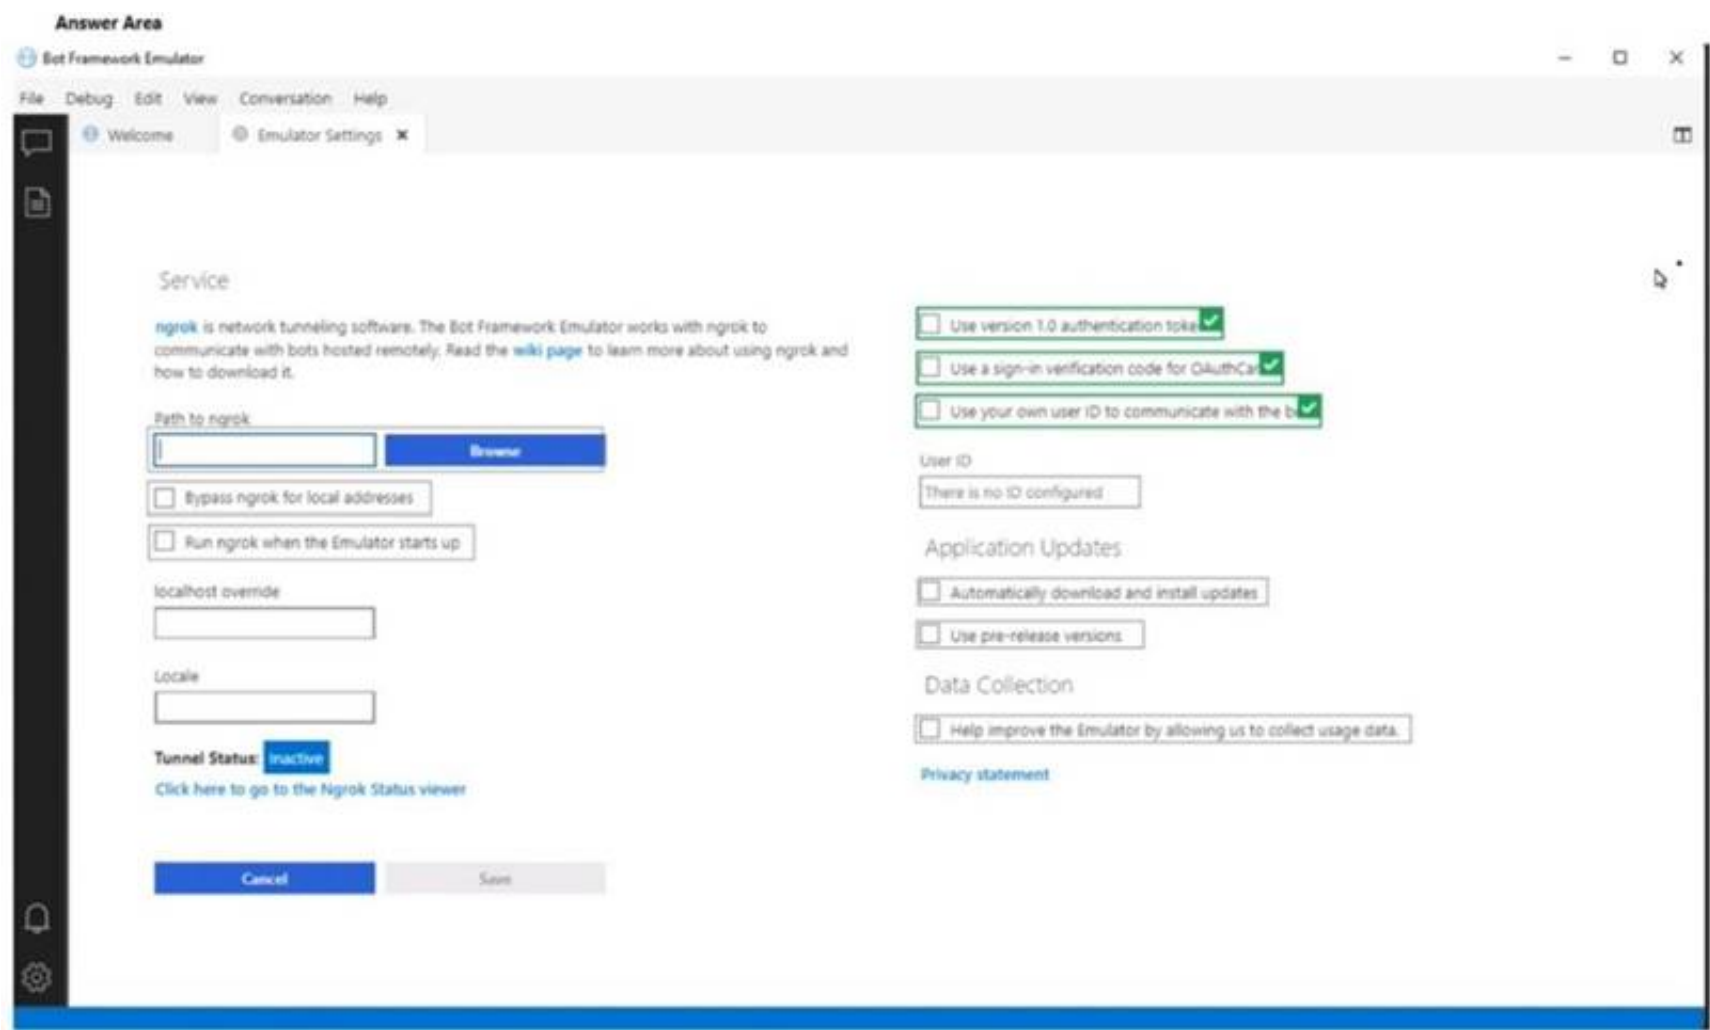 Answer Area
Bot Framework Emulator
File Debug Edit View Conversation Help
Welcome Emulator Settings
Service
ngrok is network tunneling software. The Bot Framework Emulator works with ngrok to
communicate with bots hosted remotely. Read the wiki page to learn more about using ngrok and
how to download it.
Path to ngrok
Browse
Bypass ngrok for local addresses
Run ngrok when the Emulator starts up
localhost override
Locale
Tunnel Status: Inactive
Click here to go to the Ngrok Status viewer
Cancel Save
Use version 1.0 authentication toke
Use a sign-in verification code for OAuthCar
Use your own user ID to communicate with the b
User ID
There is no ID configured
Application Updates
Automatically download and install updates
Use pre-release versions
Data Collection
Help improve the Emulator by allowing us to collect usage data.
Privacy statement